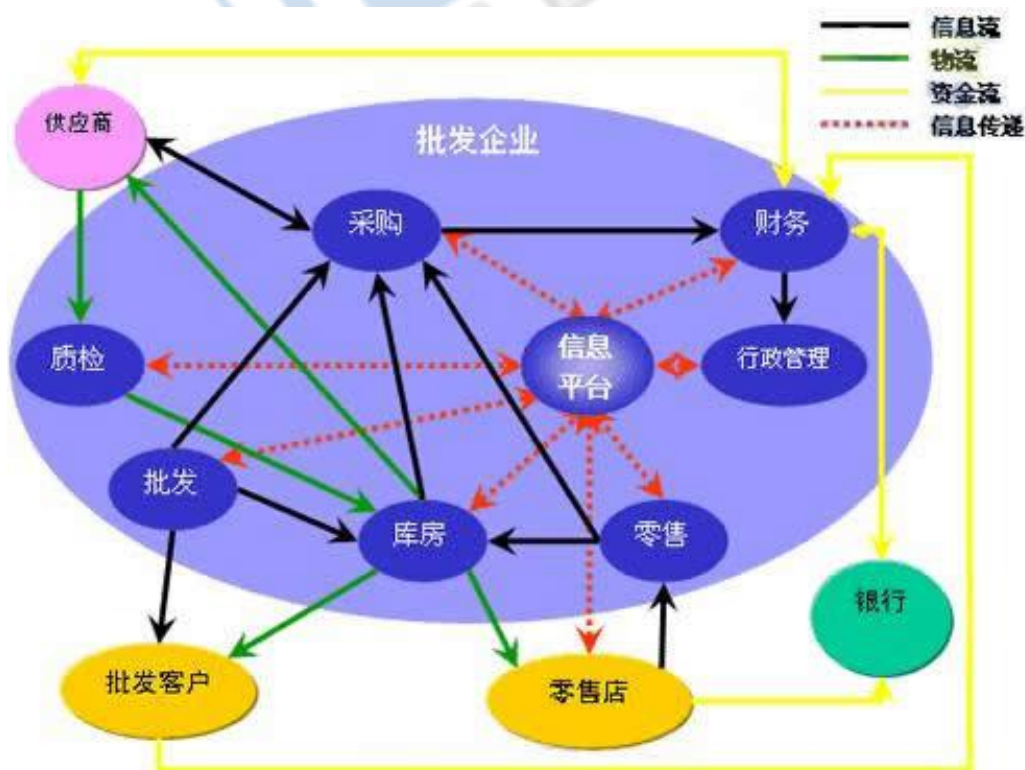 信息流
物流
资金流
信息传递
供应商
批发企业
采购
财务
质检
信息
平台
行政管理
批发
库房
零售
银行
批发客户
零售店